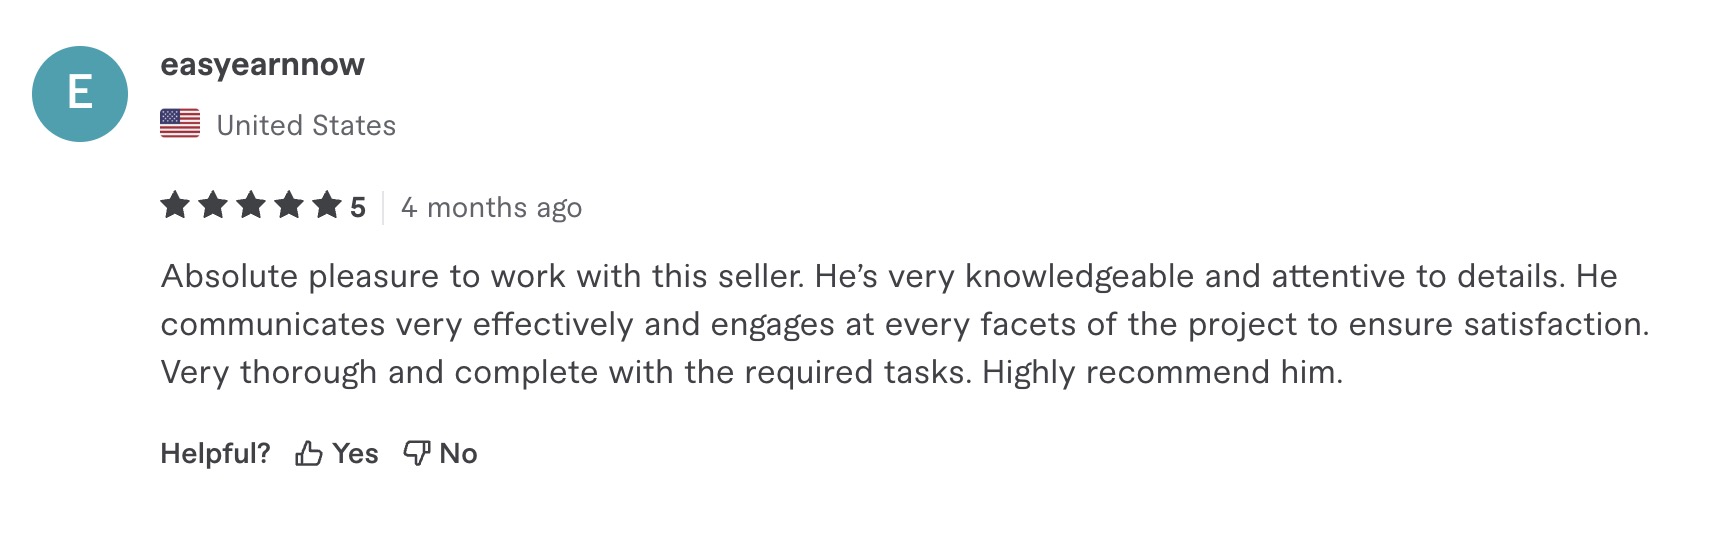 E
easyearnnow
United States
5
4 months ago
Absolute pleasure to work with this seller. He’s very knowledgeable and attentive to details. He
communicates very effectively and engages at every facets of the project to ensure satisfaction.
Very thorough and complete with the required tasks. Highly recommend him.
Helpful? Yes No